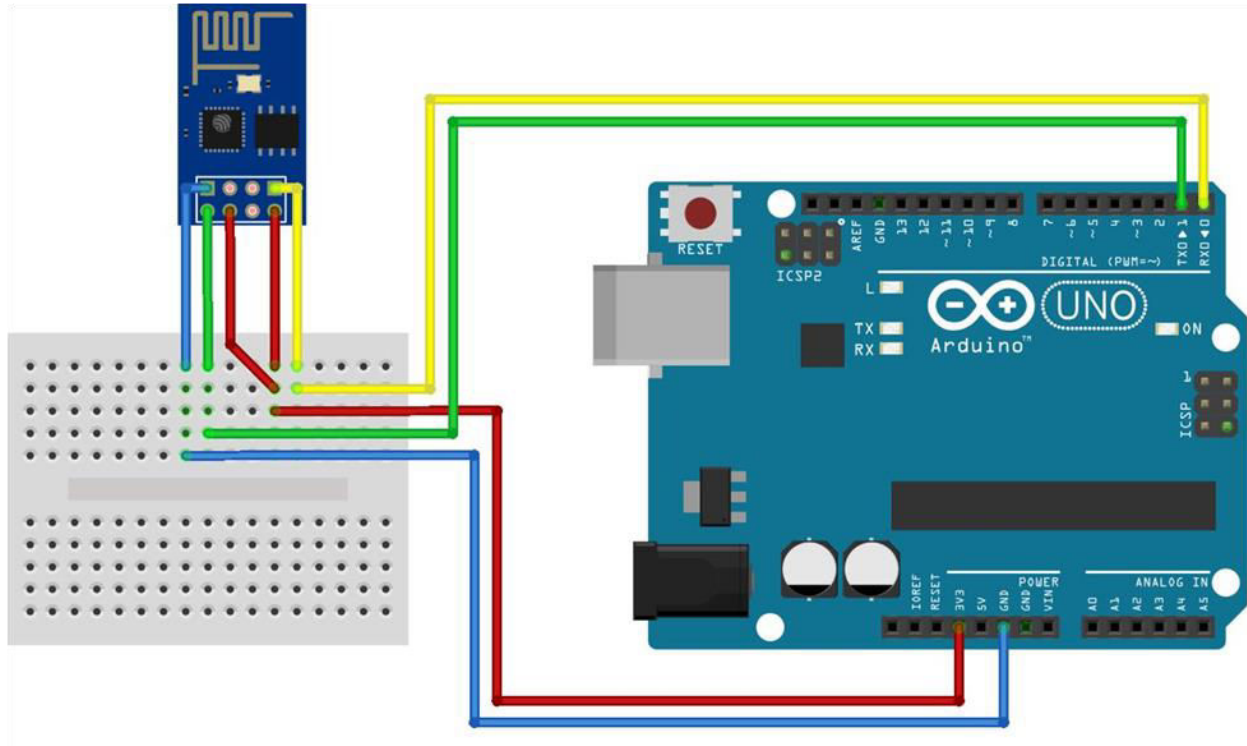 RESET
ICSP2
AREF
GND
13
12
~11
~10
~9
8
7
~6
~5
4
~3
2
TX0▶1
RX0◀0
DIGITAL (PWM=~)
L
TX
RX
UNO
Arduino™
ON
1
ICSP
POWER
ANALOG IN
IOREF
RESET
3V3
5V
GND
GND
VIN
A0
A1
A2
A3
A4
A5